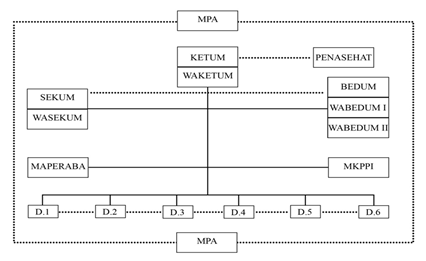 MPA
KETUM
PENASEHAT
WAKETUM
BEDUM
SEKUM
WABEDUM I
WASEKUM
WABEDUM II
MAPERABA
MKPPI
D.1
D.2
D.3
D.4
D.5
D.6
MPA